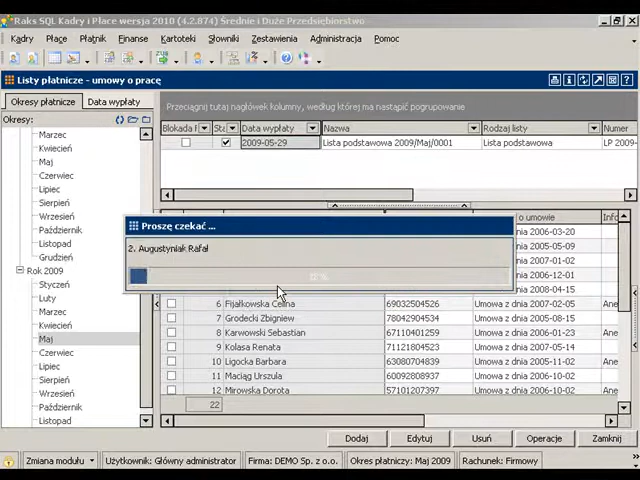 Raks SQL Kadry i Płace wersja 2010 (4.2.874) Średnie i Duże Przedsiębiorstwo
Kadry Płace Płatnik Finanse Kartoteki Słowniki Zestawienia Administracja Pomoc
Listy płatnicze - umowy o pracę
Okresy płatnicze Data wypłaty
Przeciągnij tutaj nagłówek kolumny, według której ma nastąpić pogrupowanie
Okresy:
Blokada Sta Data wypłaty Nazwa Rodzaj listy Numer
2009-05-29 Lista podstawowa 2009/Maj/0001 Lista podstawowa LP 2009-
Marzec
Kwiecień
Maj
Czerwiec
Lipiec
Sierpień
Wrzesień
Październik
Listopad
Grudzień
Rok 2009
Styczeń
Luty
Marzec
Kwiecień
Maj
Czerwiec
Lipiec
Sierpień
Wrzesień
Październik
Listopad
Proszę czekać ...
2. Augustyniak Rafał
o umowie Info
dnia 2006-03-20
dnia 2005-05-09
dnia 2007-10-01
dnia 2006-12-01
dnia 2008-04-15
6 Fijałkowska Celina 69032504526 Umowa z dnia 2007-02-05 Ane
7 Grodecki Zbigniew 78042904534 Umowa z dnia 2005-08-15
8 Karwowski Sebastian 67110401259 Umowa z dnia 2006-01-23 Ane
9 Kolasa Renata 71121804523 Umowa z dnia 2007-05-14
10 Ligocka Barbara 63080704839 Umowa z dnia 2005-11-02 Ane
11 Maciąg Urszula 60092808937 Umowa z dnia 2006-10-02 Ane
12 Mirowska Dorota 57101207397 Umowa z dnia 2006-10-02
22
Dodaj Edytuj Usuń Operacje Zamknij
Zmiana modułu Użytkownik: Główny administrator Firma: DEMO Sp. z o.o. Okres płatniczy: Maj 2009 Rachunek: Firmowy